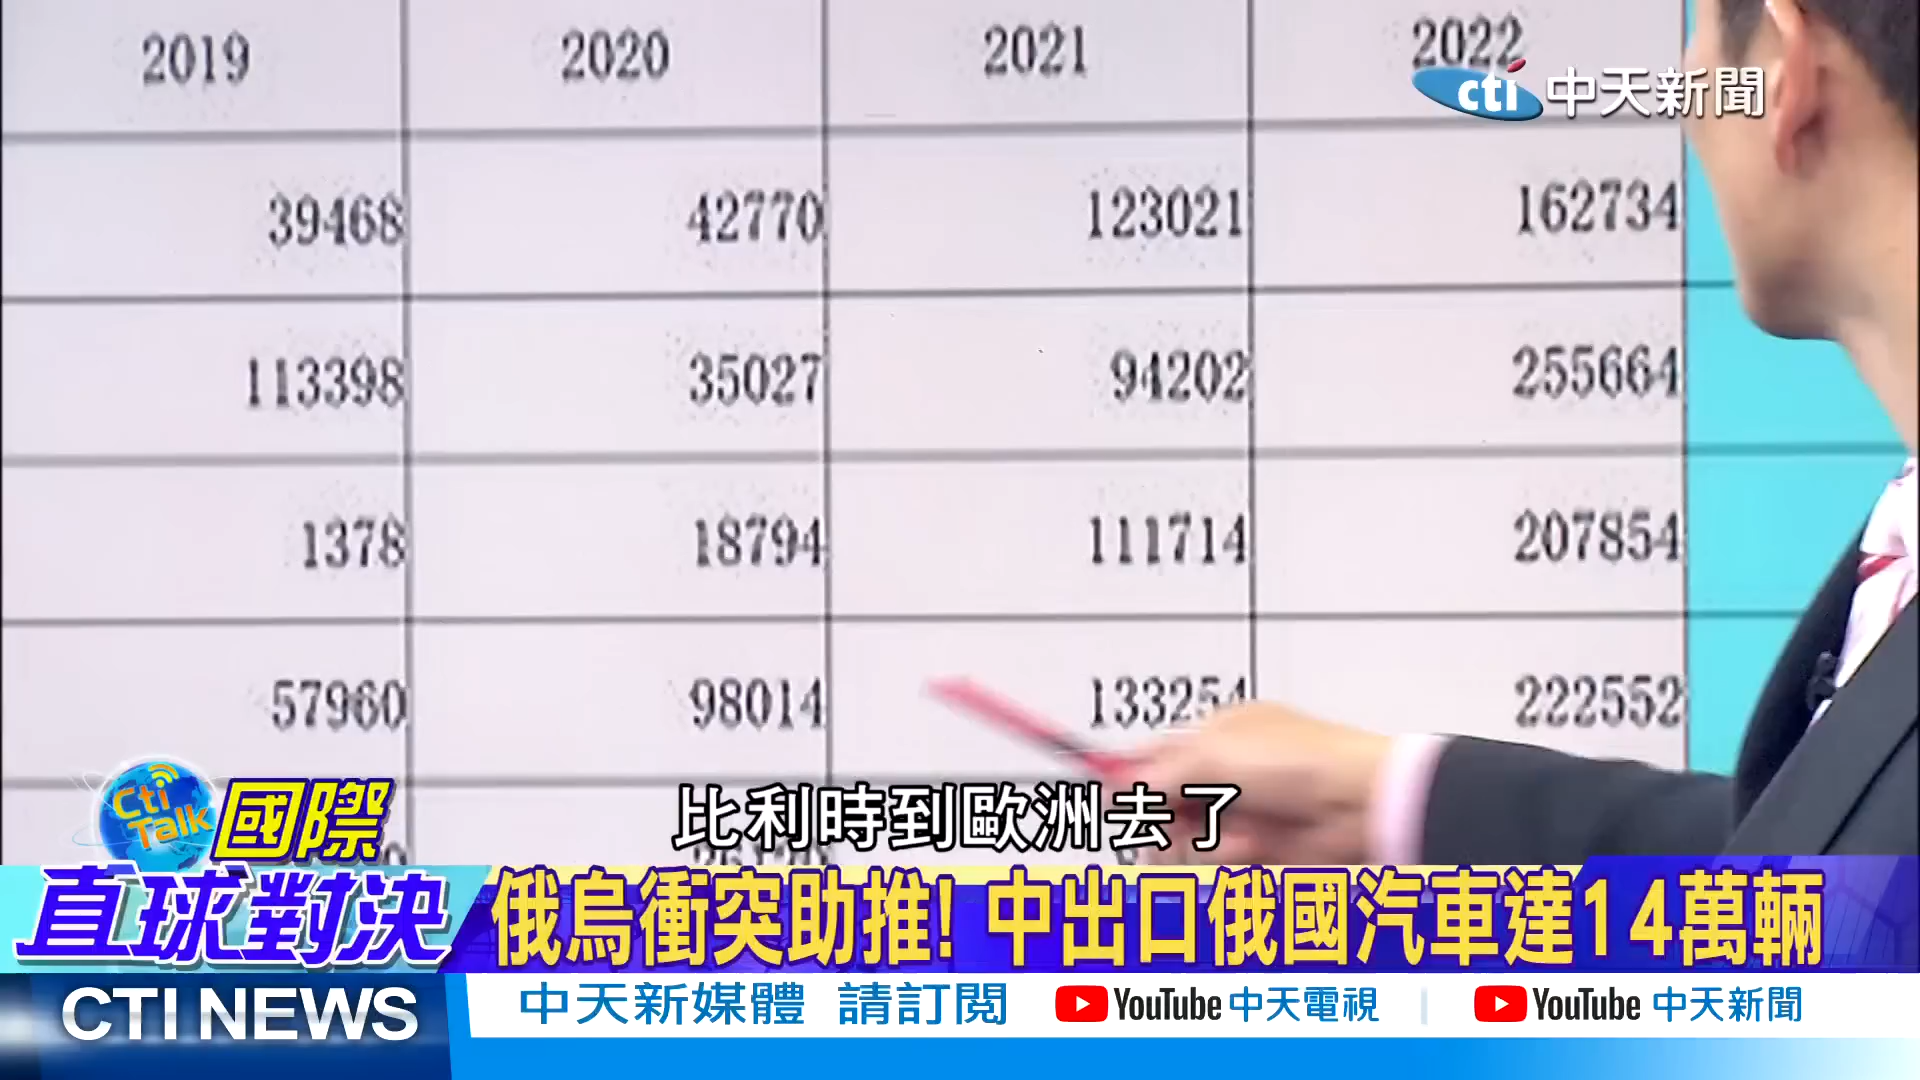 2019 2020 2021 2022
cti 中天新聞
39468 42770 123021 162734
113398 35027 94202 255664
1378 18794 111714 207854
57960 98014 133254 222552
比利時到歐洲去了
Cti Talk 國際
直球對決
俄烏衝突助推! 中出口俄國汽車達14萬輛
CTI NEWS
中天新媒體 請訂閱 YouTube 中天電視 | YouTube 中天新聞